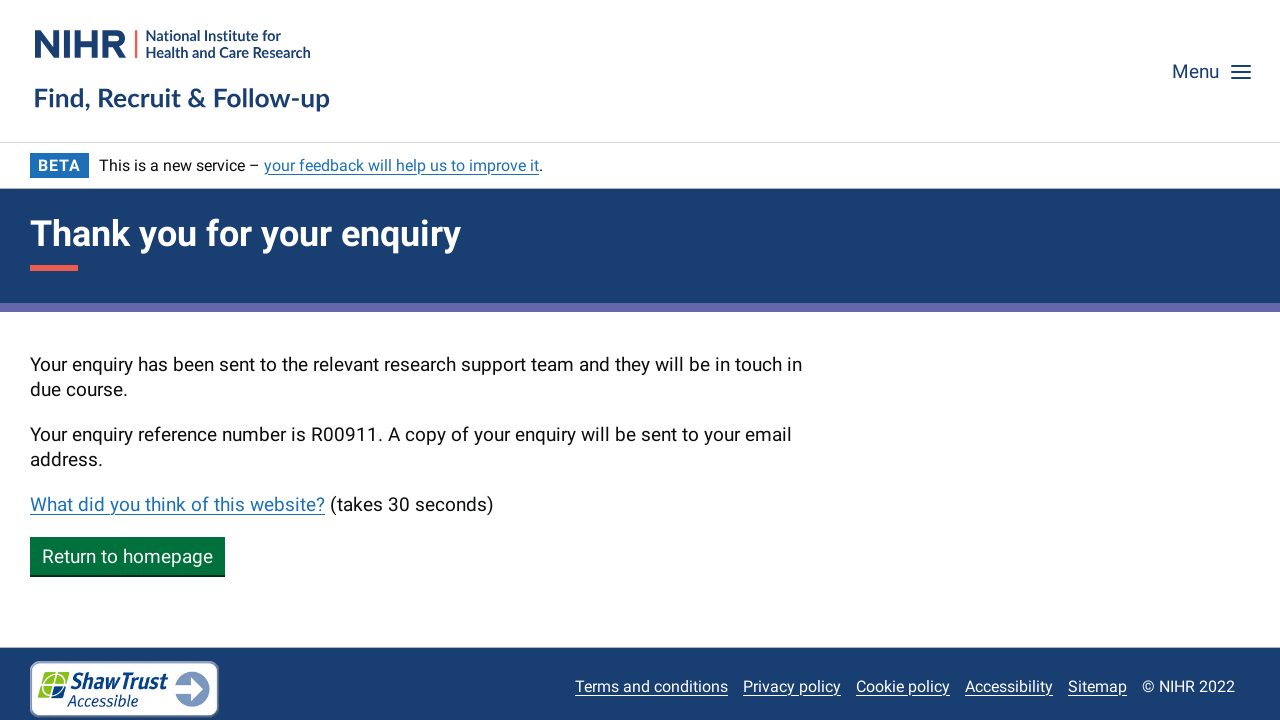 NIHR National Institute for
Health and Care Research
Find, Recruit & Follow-up
Menu
BETA This is a new service – your feedback will help us to improve it.
Thank you for your enquiry
Your enquiry has been sent to the relevant research support team and they will be in touch in
due course.
Your enquiry reference number is R00911. A copy of your enquiry will be sent to your email
address.
What did you think of this website? (takes 30 seconds)
Return to homepage
Shaw Trust
Accessible
Terms and conditions Privacy policy Cookie policy Accessibility Sitemap © NIHR 2022